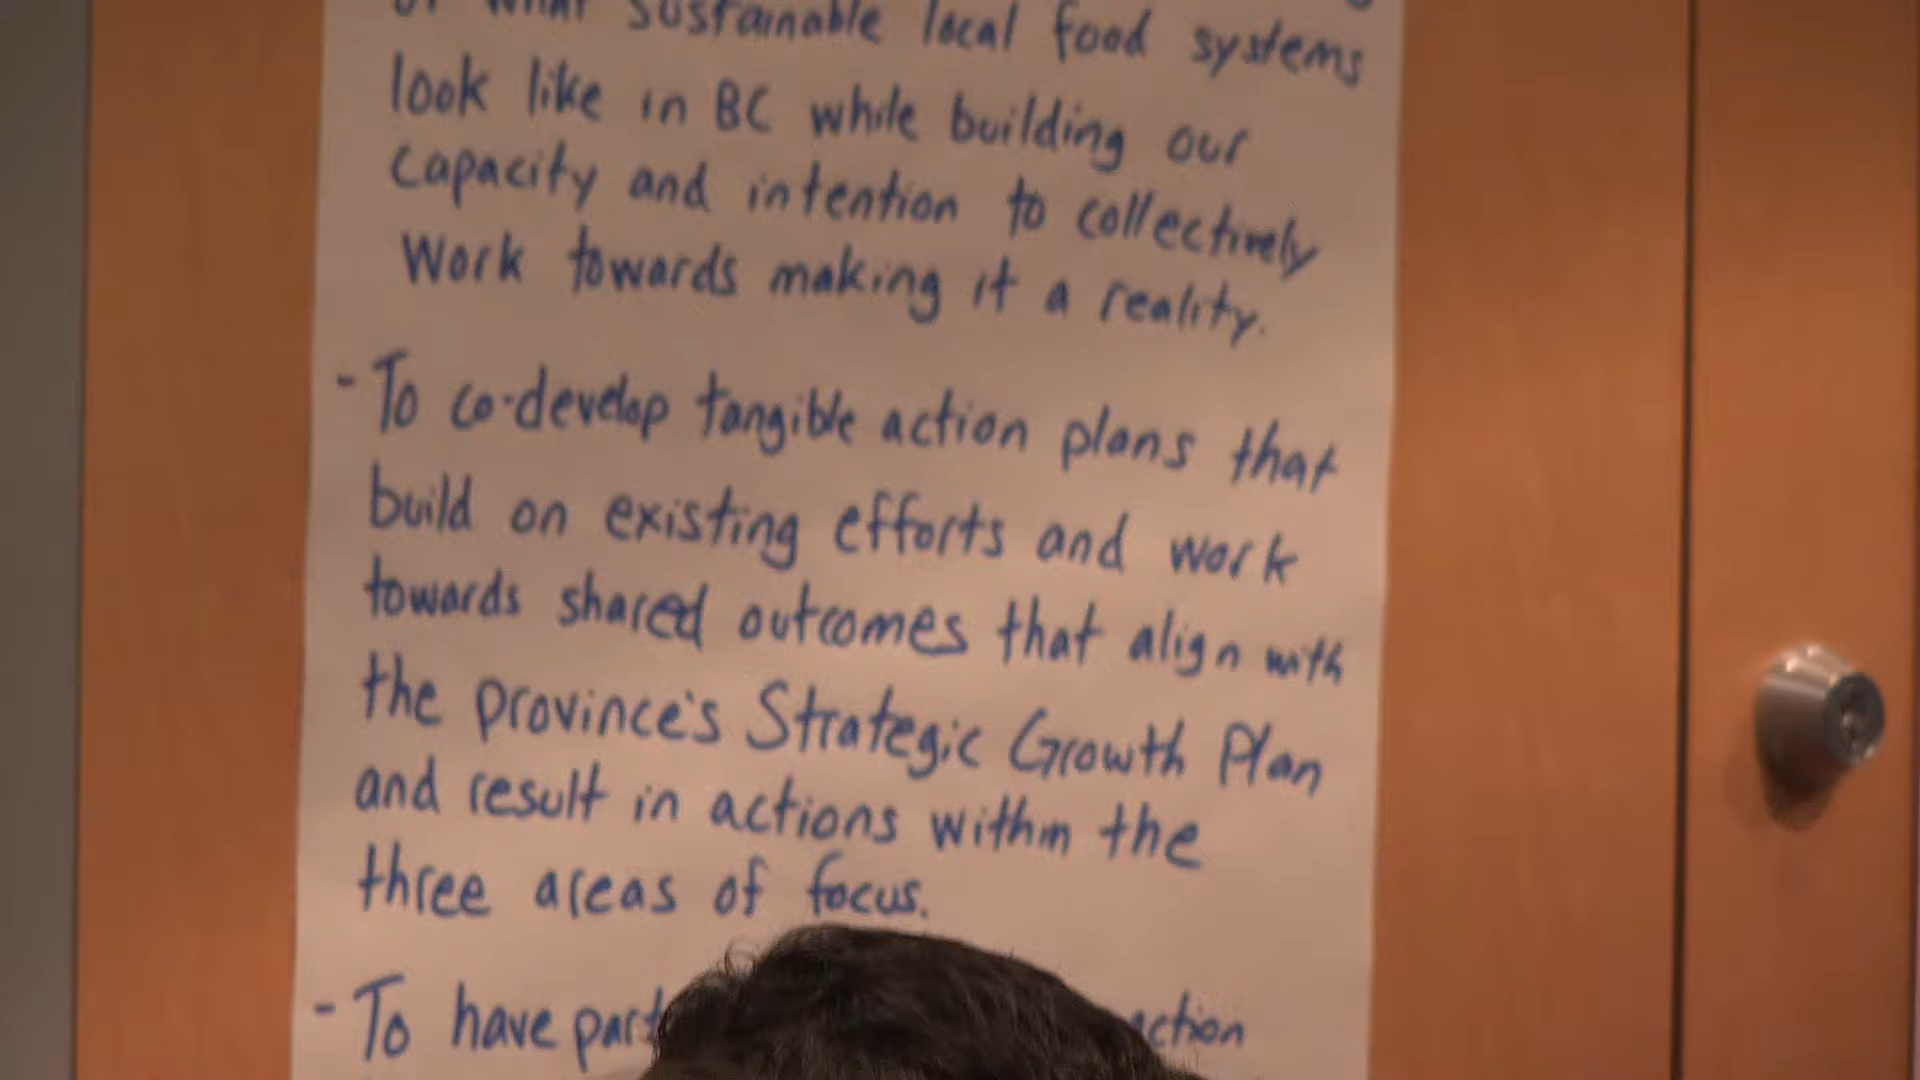 of what sustainable local food systems
look like in BC while building our
capacity and intention to collectively
work towards making it a reality.
- To co-develop tangible action plans that
build on existing efforts and work
towards shared outcomes that align with
the province's Strategic Growth Plan
and result in actions within the
three areas of focus.
- To have action